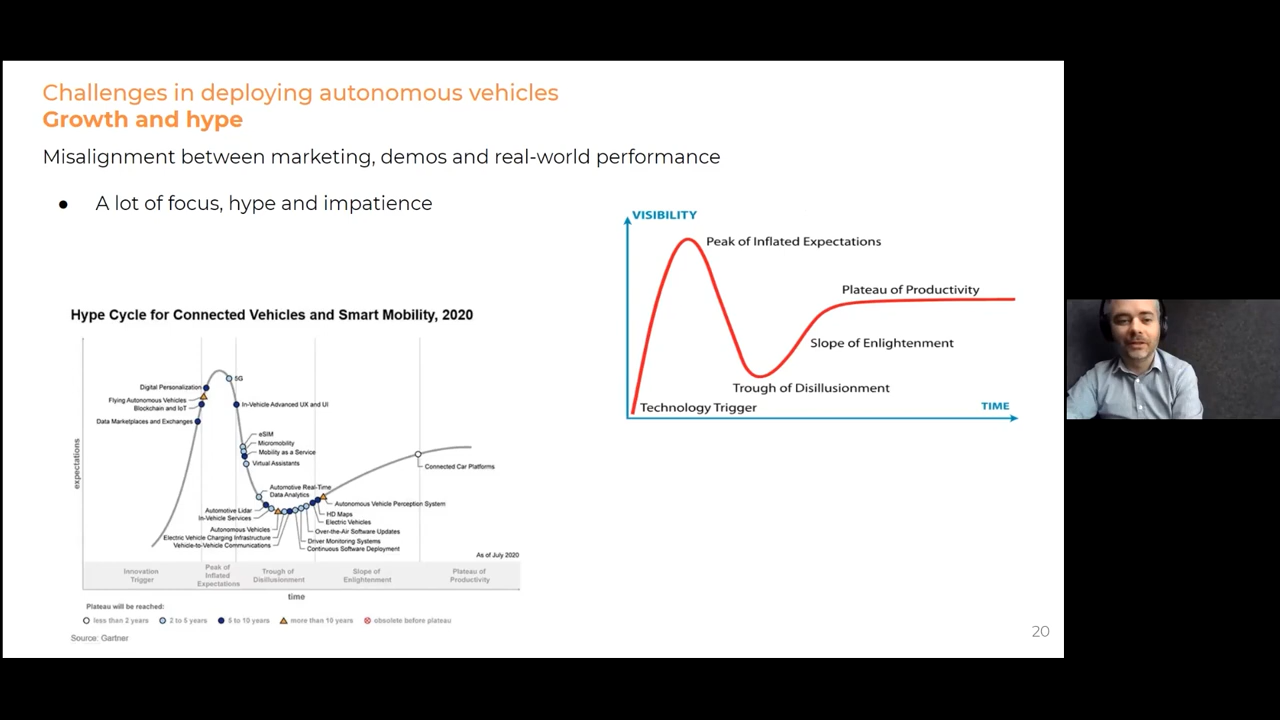 Challenges in deploying autonomous vehicles
Growth and hype
Misalignment between marketing, demos and real-world performance
● A lot of focus, hype and impatience
VISIBILITY
Peak of Inflated Expectations
Plateau of Productivity
Slope of Enlightenment
Trough of Disillusionment
Technology Trigger
TIME
Hype Cycle for Connected Vehicles and Smart Mobility, 2020
expectations
5G
Digital Personalization
Flying Autonomous Vehicles
Blockchain and IoT
In-Vehicle Advanced UX and UI
Data Marketplaces and Exchanges
eSIM
Micromobility
Mobility as a Service
Virtual Assistants
Connected Car Platforms
Automotive Real-Time
Data Analytics
Autonomous Vehicle Perception System
Automotive Lidar
In-Vehicle Services
HD Maps
Electric Vehicles
Autonomous Vehicles
Over-the-Air Software Updates
Electric Vehicle Charging Infrastructure
Driver Monitoring Systems
Vehicle-to-Vehicle Communications
Continuous Software Deployment
As of July 2020
Innovation
Trigger
Peak of
Inflated
Expectations
Trough of
Disillusionment
Slope of
Enlightenment
Plateau of
Productivity
time
Plateau will be reached:
less than 2 years
2 to 5 years
5 to 10 years
more than 10 years
obsolete before plateau
Source: Gartner
20